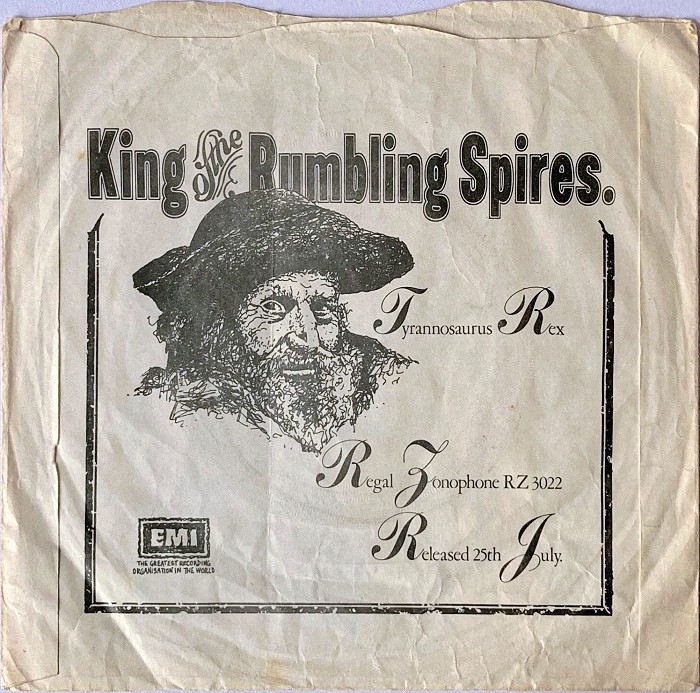 King of the Rumbling Spires.
Tyrannosaurus Rex
Regal Zonophone RZ 3022
Released 25th July.
EMI
THE GREATEST RECORDING
ORGANISATION IN THE WORLD